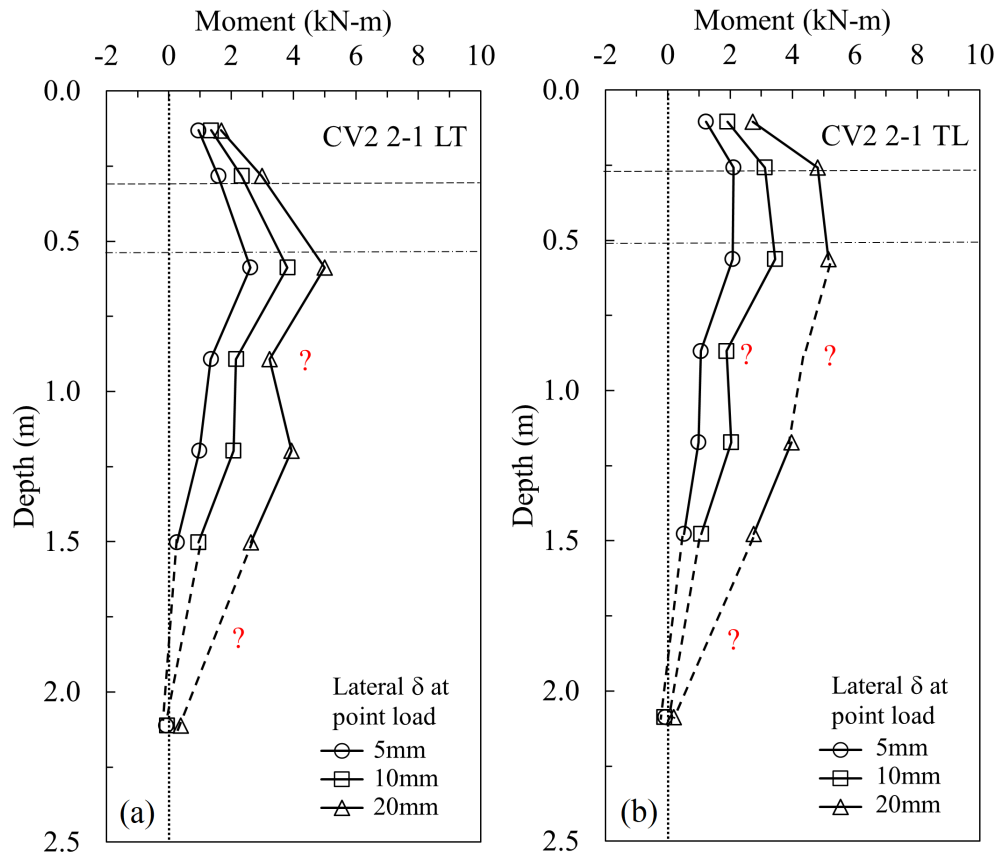 Moment (kN-m)
-2 0 2 4 6 8 10
0.0
0.5
1.0
1.5
2.0
2.5
Depth (m)
CV2 2-1 LT
?
?
Lateral δ at
point load
5mm
10mm
20mm
(a)
Moment (kN-m)
-2 0 2 4 6 8 10
0.0
0.5
1.0
1.5
2.0
2.5
Depth (m)
CV2 2-1 TL
?
?
?
Lateral δ at
point load
5mm
10mm
20mm
(b)